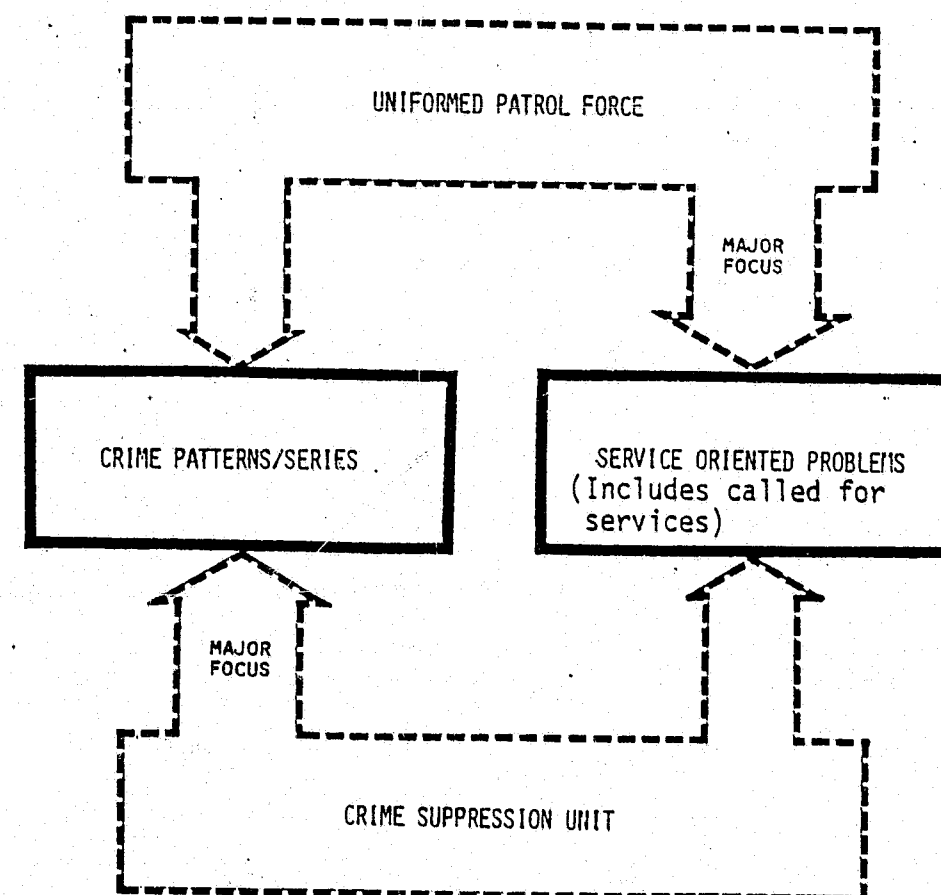 UNIFORMED PATROL FORCE
MAJOR
FOCUS
CRIME PATTERNS/SERIES
SERVICE ORIENTED PROBLEMS
(Includes called for
services)
MAJOR
FOCUS
CRIME SUPPRESSION UNIT